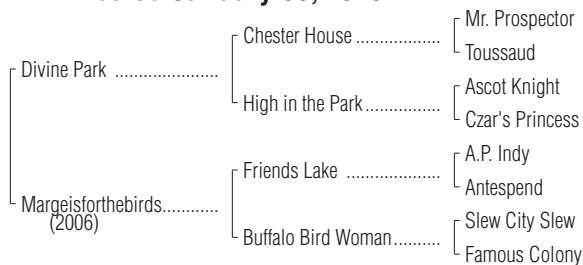 Chester House ..................
Mr. Prospector
Toussaud
Divine Park ......................
High in the Park................
Ascot Knight
Czar's Princess
Friends Lake ....................
A.P. Indy
Antespend
Margeisforthebirds............
(2006)
Buffalo Bird Woman..........
Slew City Slew
Famous Colony